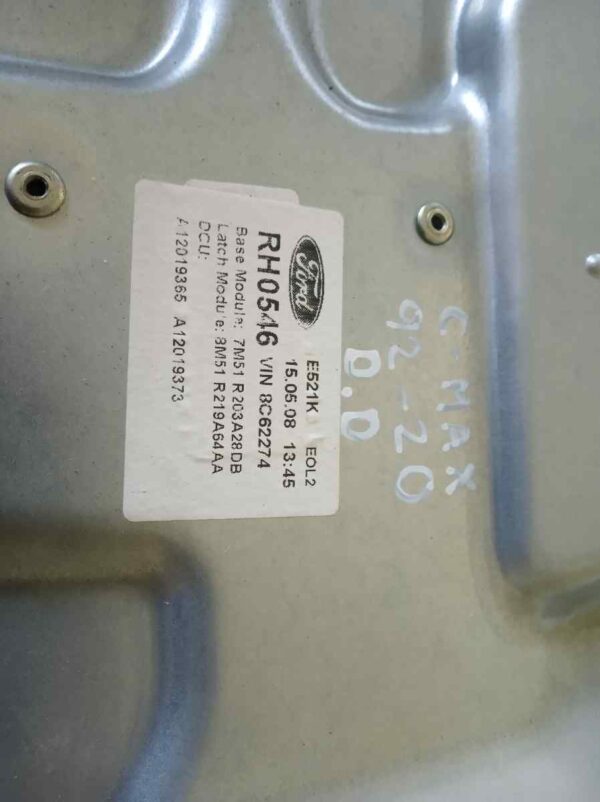 Ford
E521K EOL2
15.05.08 13:45
RH0546 VIN 8C62274
Base Module: 7M51 R203A28DB
Latch Module: 8M51 R219A64AA
DCU:
A12019365 A12019373
C-MAX
92-20
D.D